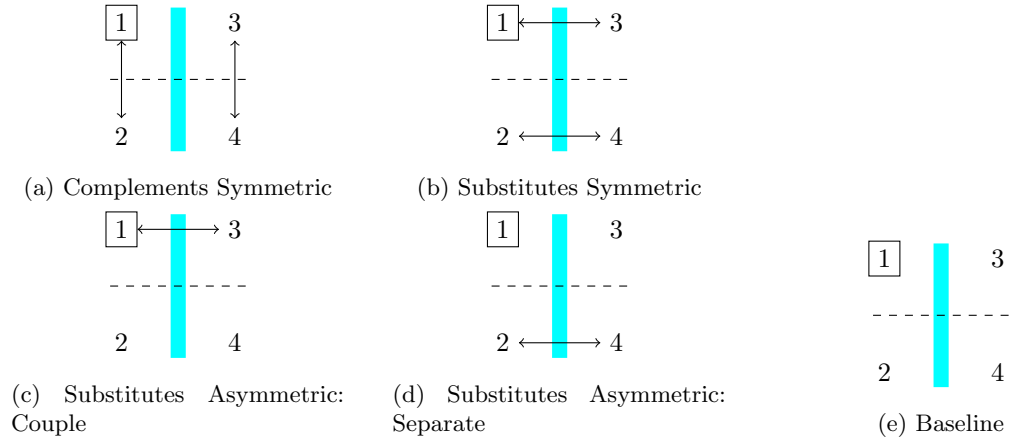 1 3
2 4
(a) Complements Symmetric
1 3
2 4
(b) Substitutes Symmetric
1 3
2 4
(c) Substitutes Asymmetric:
Couple
1 3
2 4
(d) Substitutes Asymmetric:
Separate
1 3
2 4
(e) Baseline